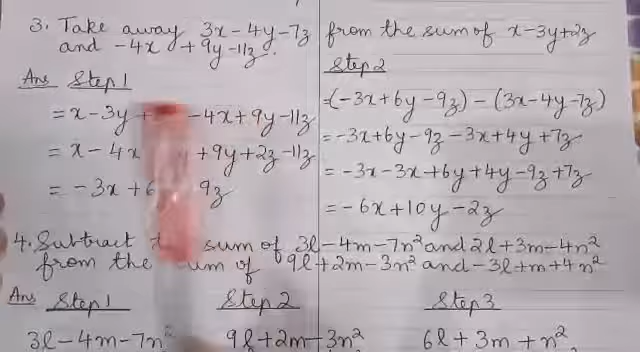 3. Take away 3x-4y-7z from the sum of x-3y+2z
and -4x + 9y-11z.
Ans Step 1
= x-3y+ -4x+9y-11z
= x-4x +9y+2z-11z
= -3x+6 9z
Step 2
=(-3x+6y-9z)-(3x-4y-7z)
=-3x+6y-9z-3x+4y+7z
=-3x-3x+6y+4y-9z+7z
=-6x+10y-2z
4. Subtract sum of 3l-4m-7n² and 2l+3m-4n²
from the of 9l+2m-3n² and -3l+m+4n²
Ans Step 1 Step 2 Step 3
3l-4m-7n² 9l+2m-3n² 6l+3m+n²